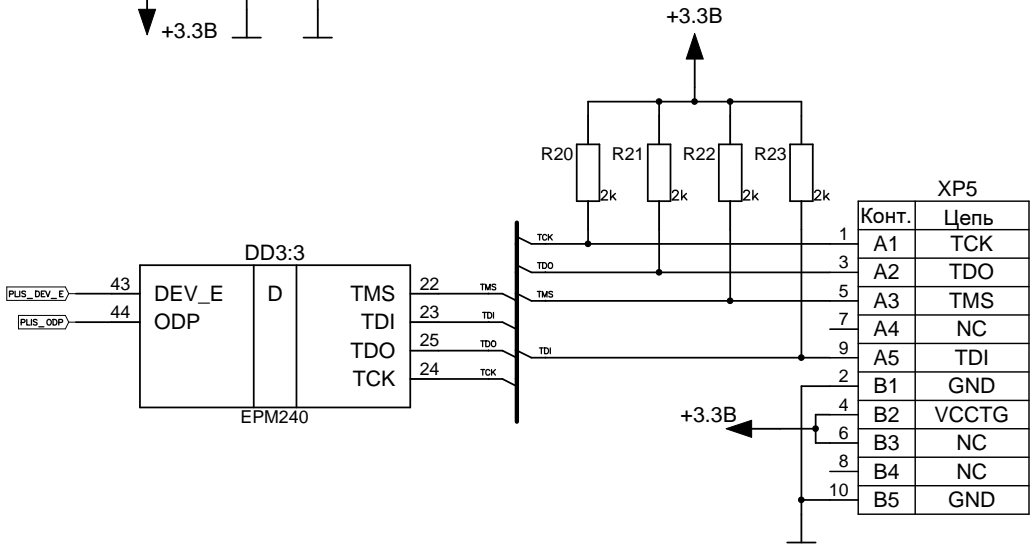 +3.3В
+3.3В
R20 R21 R22 R23
2k 2k 2k 2k
XP5
Конт. Цепь
1 A1 TCK
3 A2 TDO
5 A3 TMS
7 A4 NC
9 A5 TDI
2 B1 GND
4 B2 VCCTG
6 B3 NC
8 B4 NC
10 B5 GND
TCK
TDO
TMS
TDI
+3.3В
DD3:3
PLIS_DEV_E 43 DEV_E D TMS 22 TMS
PLIS_ODP 44 ODP TDI 23 TDI
TDO 25 TDO
TCK 24 TCK
EPM240